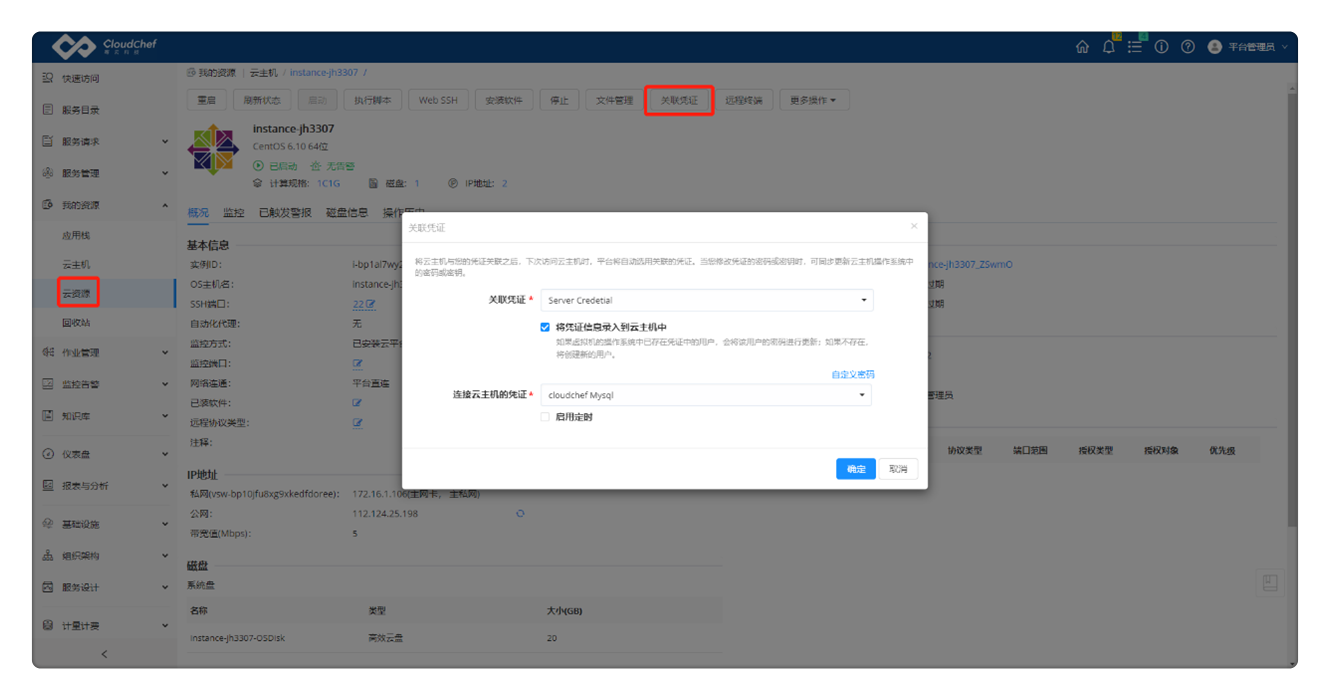 CloudChef
骞云科技
平台管理员
快速访问
服务目录
服务请求
服务管理
我的资源
应用栈
云主机
云资源
回收站
作业管理
监控告警
知识库
仪表盘
报表与分析
基础设施
组织架构
服务设计
计量计费
我的资源 | 云主机 / instance-jh3307 /
重启 刷新状态 启动 执行脚本 Web SSH 安装软件 停止 文件管理 关联凭证 远程终端 更多操作
instance-jh3307
CentOS 6.10 64位
已启动 无告警
计算规格: 1C1G 磁盘: 1 IP地址: 2
概况 监控 已触发警报 磁盘信息 操作历史
基本信息
实例ID: i-bp1al7wy2
OS主机名: instance-jh3
SSH端口: 22
自动化代理: 无
监控方式: 已安装云平台
监控端口:
网络连通: 平台直连
已装软件:
远程协议类型:
注释:
nce-jh3307_ZSwmO
过期
过期
管理员
协议类型 端口范围 授权类型 授权对象 优先级
IP地址
私网(vsw-bp10jfu8xg9xkedfdoree): 172.16.1.106(主网卡, 主私网)
公网: 112.124.25.198
带宽值(Mbps): 5
磁盘
系统盘
名称 类型 大小(GB)
instance-jh3307-OSDisk 高效云盘 20
关联凭证
将云主机与您的凭证关联之后，下次访问云主机时，平台将自动选用关联的凭证。当您修改凭证的密码或密钥时，可同步更新云主机操作系统中
的密码或密钥。
关联凭证 * Server Credetial
将凭证信息录入到云主机中
如果虚拟机的操作系统中已存在凭证中的用户，会将该用户的密码进行更新；如果不存在，
将创建新的用户。
自定义密码
连接云主机的凭证 * cloudchef Mysql
启用定时
确定 取消